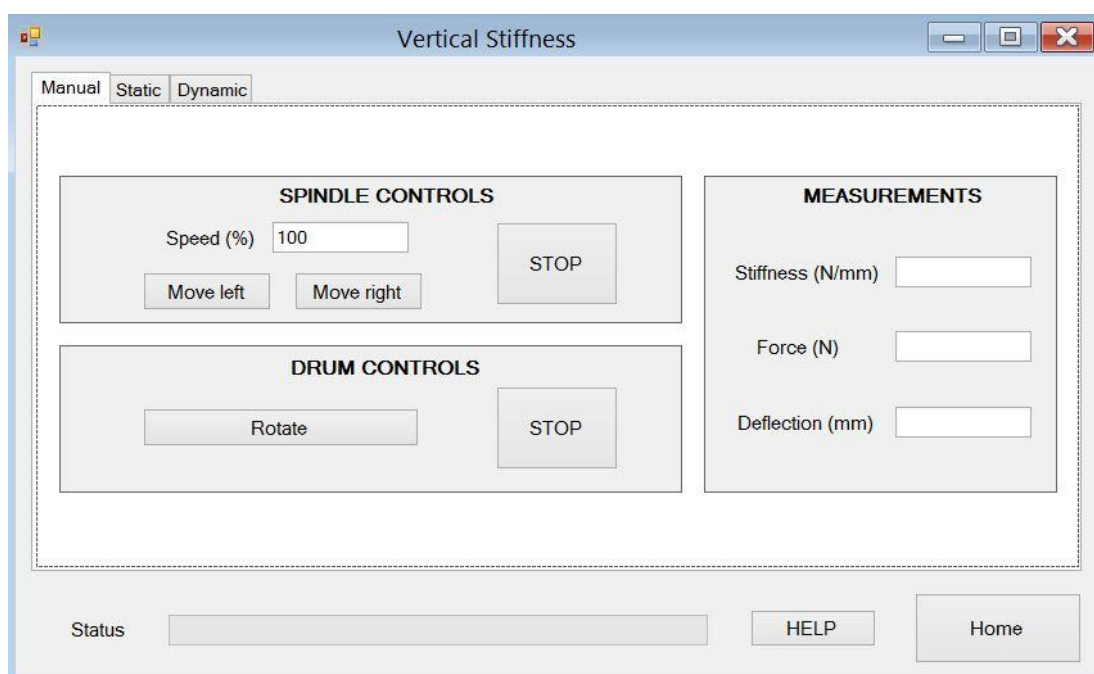 Vertical Stiffness
Manual Static Dynamic
SPINDLE CONTROLS
Speed (%) 100
STOP
Move left Move right
DRUM CONTROLS
Rotate
STOP
MEASUREMENTS
Stiffness (N/mm)
Force (N)
Deflection (mm)
Status
HELP
Home